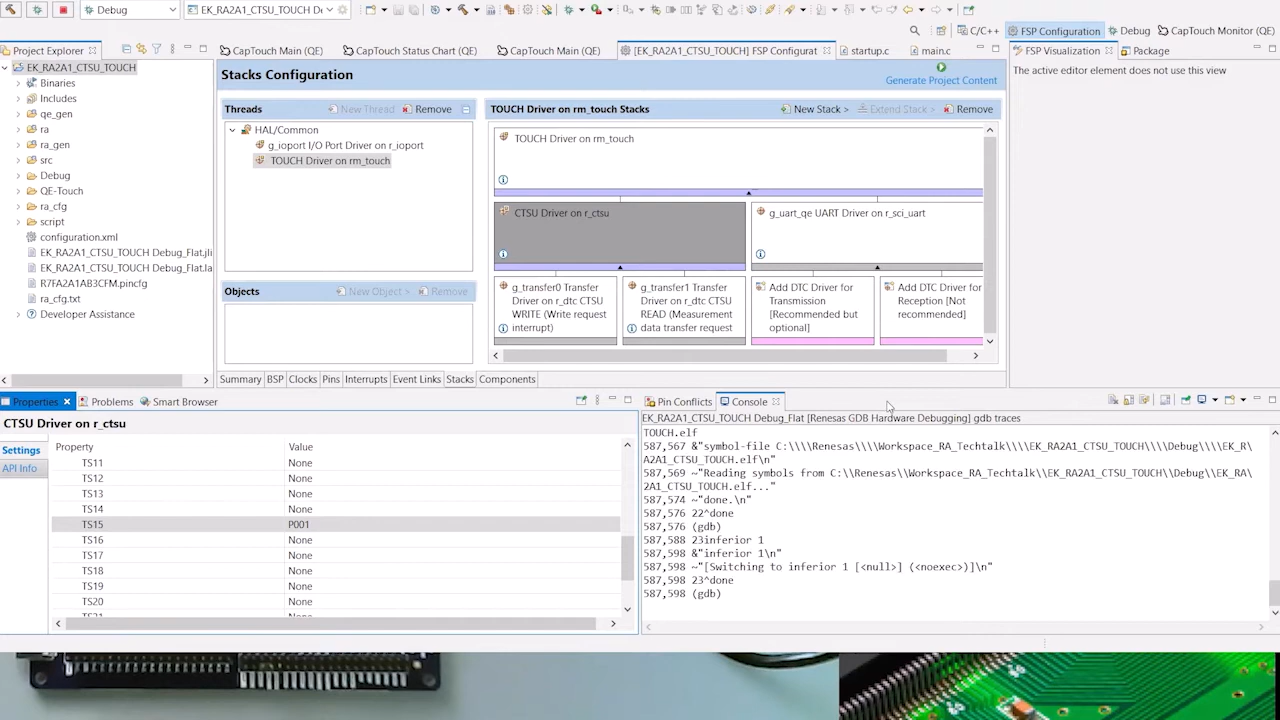 Debug
EK_RA2A1_CTSU_TOUCH De
C/C++
FSP Configuration
Debug
CapTouch Monitor (QE)
Project Explorer
CapTouch Main (
CapTouch Status Chart (QE)
CapTouch Main (QE)
[EK_RA2A1_CTSU_TOUCH] FSP Configurat
startup.c
main.c
FSP Visualization
Package
EK_RA2A1_CTSU_TOUCH
Binaries
Includes
qe_gen
ra
ra_gen
src
Debug
QE-Touch
ra_cfg
script
configuration.xml
EK_RA2A1_CTSU_TOUCH Debug_Flat.jli
EK_RA2A1_CTSU_TOUCH Debug_Flat.la
R7FA2A1AB3CFM.pincfg
ra_cfg.txt
Developer Assistance
Stacks Configuration
Generate Project Content
The active editor element does not use this view
Threads
New Thread
Remove
HAL/Common
g_ioport I/O Port Driver on r_ioport
TOUCH Driver on rm_touch
Objects
New Object >
Remove
TOUCH Driver on rm_touch Stacks
New Stack >
Extend Stack >
Remove
TOUCH Driver on rm_touch
CTSU Driver on r_ctsu
g_uart_qe UART Driver on r_sci_uart
g_transfer0 Transfer
Driver on r_dtc CTSU
WRITE (Write request
interrupt)
g_transfer1 Transfer
Driver on r_dtc CTSU
READ (Measurement
data transfer request
Add DTC Driver for
Transmission
[Recommended but
optional]
Add DTC Driver for
Reception [Not
recommended]
Summary
BSP
Clocks
Pins
Interrupts
Event Links
Stacks
Components
Properties
Problems
Smart Browser
CTSU Driver on r_ctsu
Settings
API Info
Property Value
TS11 None
TS12 None
TS13 None
TS14 None
TS15 P001
TS16 None
TS17 None
TS18 None
TS19 None
TS20 None
TS21 None
Pin Conflicts
Console
EK_RA2A1_CTSU_TOUCH Debug_Flat [Renesas GDB Hardware Debugging] gdb traces
TOUCH.elf
587,567 &"symbol-file C:\\\\Renesas\\\\Workspace_RA_Techtalk\\\\EK_RA2A1_CTSU_TOUCH\\\\Debug\\\\EK_R
A2A1_CTSU_TOUCH.elf\n"
587,569 ~"Reading symbols from C:\\Renesas\\Workspace_RA_Techtalk\\EK_RA2A1_CTSU_TOUCH\\Debug\\EK_RA
2A1_CTSU_TOUCH.elf..."
587,574 ~"done.\n"
587,576 22^done
587,576 (gdb)
587,588 23inferior 1
587,598 &"inferior 1\n"
587,598 ~"[Switching to inferior 1 [<null>] (<noexec>)]\n"
587,598 23^done
587,598 (gdb)